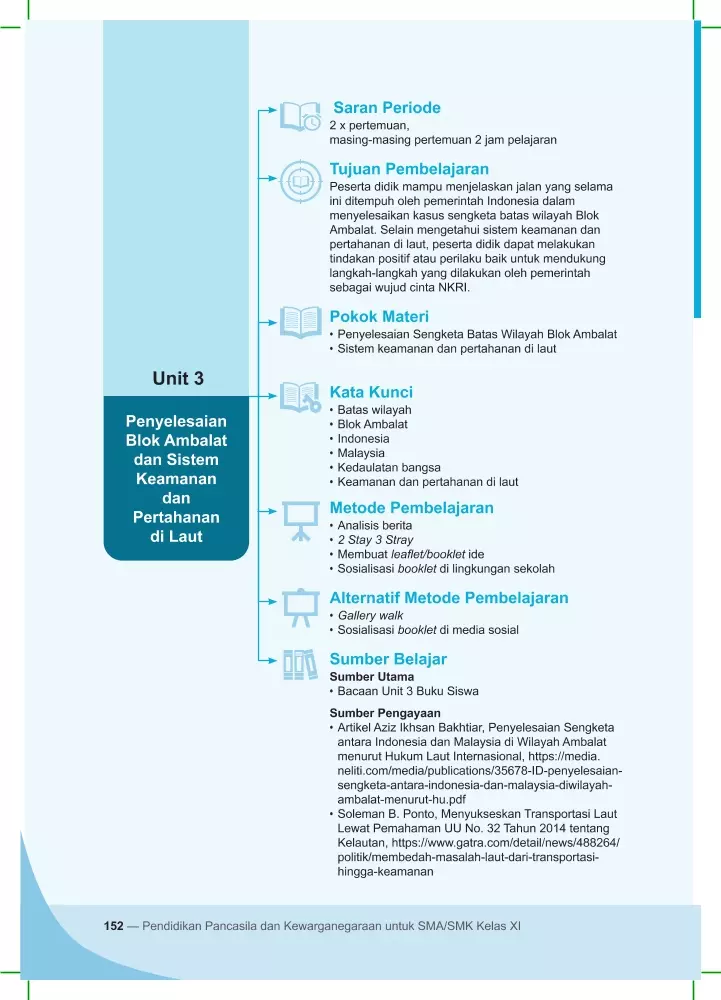 Saran Periode
2 x pertemuan,
masing-masing pertemuan 2 jam pelajaran
Tujuan Pembelajaran
Peserta didik mampu menjelaskan jalan yang selama
ini ditempuh oleh pemerintah Indonesia dalam
menyelesaikan kasus sengketa batas wilayah Blok
Ambalat. Selain mengetahui sistem keamanan dan
pertahanan di laut, peserta didik dapat melakukan
tindakan positif atau perilaku baik untuk mendukung
langkah-langkah yang dilakukan oleh pemerintah
sebagai wujud cinta NKRI.
Pokok Materi
• Penyelesaian Sengketa Batas Wilayah Blok Ambalat
• Sistem keamanan dan pertahanan di laut
Unit 3
Penyelesaian
Blok Ambalat
dan Sistem
Keamanan
dan
Pertahanan
di Laut
Kata Kunci
• Batas wilayah
• Blok Ambalat
• Indonesia
• Malaysia
• Kedaulatan bangsa
• Keamanan dan pertahanan di laut
Metode Pembelajaran
• Analisis berita
• 2 Stay 3 Stray
• Membuat leaflet/booklet ide
• Sosialisasi booklet di lingkungan sekolah
Alternatif Metode Pembelajaran
• Gallery walk
• Sosialisasi booklet di media sosial
Sumber Belajar
Sumber Utama
• Bacaan Unit 3 Buku Siswa
Sumber Pengayaan
• Artikel Aziz Ikhsan Bakhtiar, Penyelesaian Sengketa
antara Indonesia dan Malaysia di Wilayah Ambalat
menurut Hukum Laut Internasional, https://media.
neliti.com/media/publications/35678-ID-penyelesaian-
sengketa-antara-indonesia-dan-malaysia-diwilayah-
ambalat-menurut-hu.pdf
• Soleman B. Ponto, Menyukseskan Transportasi Laut
Lewat Pemahaman UU No. 32 Tahun 2014 tentang
Kelautan, https://www.gatra.com/detail/news/488264/
politik/membedah-masalah-laut-dari-transportasi-
hingga-keamanan
152 — Pendidikan Pancasila dan Kewarganegaraan untuk SMA/SMK Kelas XI